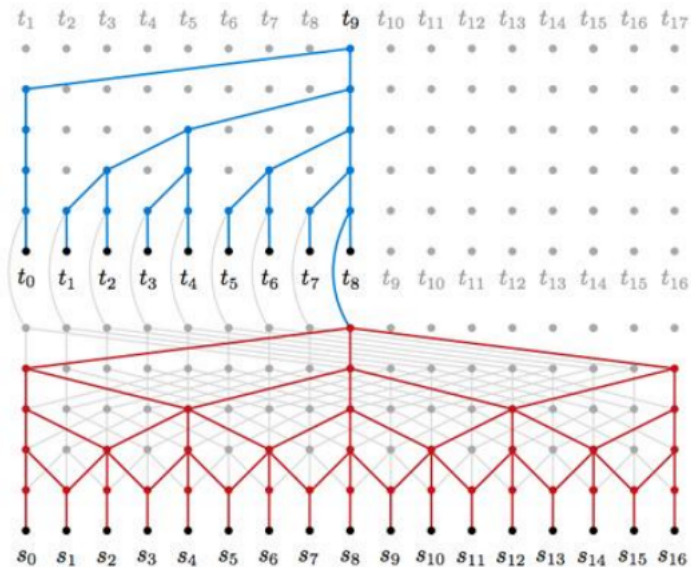 t₁ t₂ t₃ t₄ t₅ t₆ t₇ t₈ t₉ t₁₀ t₁₁ t₁₂ t₁₃ t₁₄ t₁₅ t₁₆ t₁₇
t₀ t₁ t₂ t₃ t₄ t₅ t₆ t₇ t₈ t₉ t₁₀ t₁₁ t₁₂ t₁₃ t₁₄ t₁₅ t₁₆
s₀ s₁ s₂ s₃ s₄ s₅ s₆ s₇ s₈ s₉ s₁₀ s₁₁ s₁₂ s₁₃ s₁₄ s₁₅ s₁₆